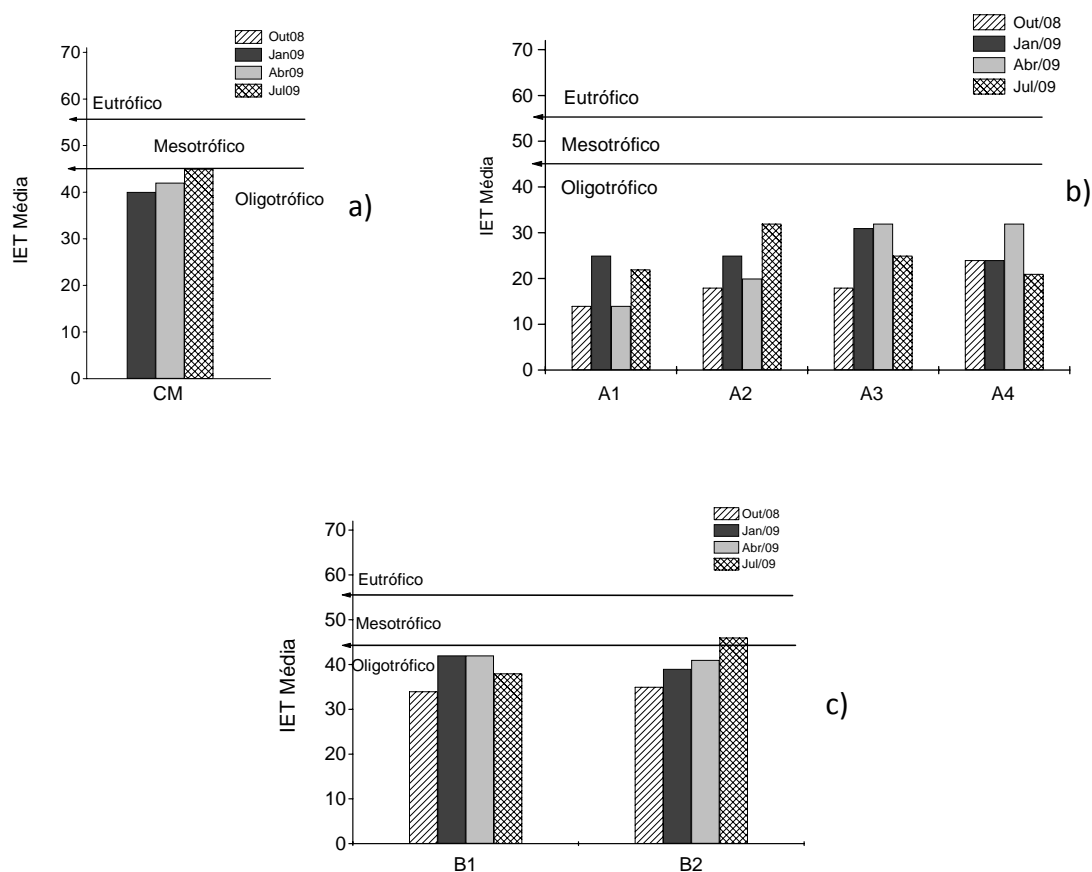 Out08
Jan09
Abr09
Jul09
70
60
50
40
30
20
10
0
IET Média
Eutrófico
Mesotrófico
Oligotrófico
CM
a)
Out/08
Jan/09
Abr/09
Jul/09
70
60
50
40
30
20
10
0
IET Média
Eutrófico
Mesotrófico
Oligotrófico
A1 A2 A3 A4
b)
Out/08
Jan/09
Abr/09
Jul/09
70
60
50
40
30
20
10
0
IET Média
Eutrófico
Mesotrófico
Oligotrófico
B1 B2
c)